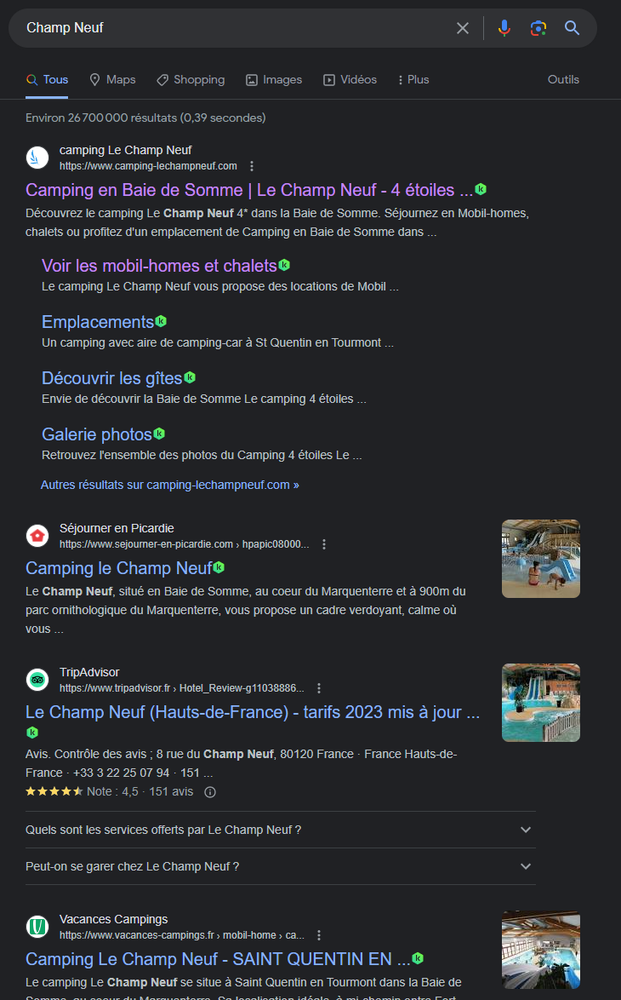 Champ Neuf
Tous
Maps
Shopping
Images
Vidéos
Plus
Outils
Environ 26 700 000 résultats (0,39 secondes)
camping Le Champ Neuf
https://www.camping-lechampneuf.com
Camping en Baie de Somme | Le Champ Neuf - 4 étoiles ...
Découvrez le camping Le Champ Neuf 4* dans la Baie de Somme. Séjournez en Mobil-homes,
chalets ou profitez d'un emplacement de Camping en Baie de Somme dans ...
Voir les mobil-homes et chalets
Le camping Le Champ Neuf vous propose des locations de Mobil ...
Emplacements
Un camping avec aire de camping-car à St Quentin en Tourmont ...
Découvrir les gîtes
Envie de découvrir la Baie de Somme Le camping 4 étoiles ...
Galerie photos
Retrouvez l'ensemble des photos du Camping 4 étoiles Le ...
Autres résultats sur camping-lechampneuf.com »
Séjourner en Picardie
https://www.sejourner-en-picardie.com › hpapic08000...
Camping le Champ Neuf
Le Champ Neuf, situé en Baie de Somme, au coeur du Marquenterre et à 900m du
parc ornithologique du Marquenterre, vous propose un cadre verdoyant, calme où
vous ...
TripAdvisor
https://www.tripadvisor.fr › Hotel_Review-g11038886...
Le Champ Neuf (Hauts-de-France) - tarifs 2023 mis à jour ...
Avis. Contrôle des avis ; 8 rue du Champ Neuf, 80120 France · France Hauts-de-
France · +33 3 22 25 07 94 · 151 ...
Note : 4,5 · 151 avis
Quels sont les services offerts par Le Champ Neuf ?
Peut-on se garer chez Le Champ Neuf ?
Vacances Campings
https://www.vacances-campings.fr › mobil-home › ca...
Camping Le Champ Neuf - SAINT QUENTIN EN ...
Le camping Le Champ Neuf se situe à Saint Quentin en Tourmont dans la Baie de
Somme, au coeur du Marquenterre. Sa localisation idéale, à mi-chemin entre Fort